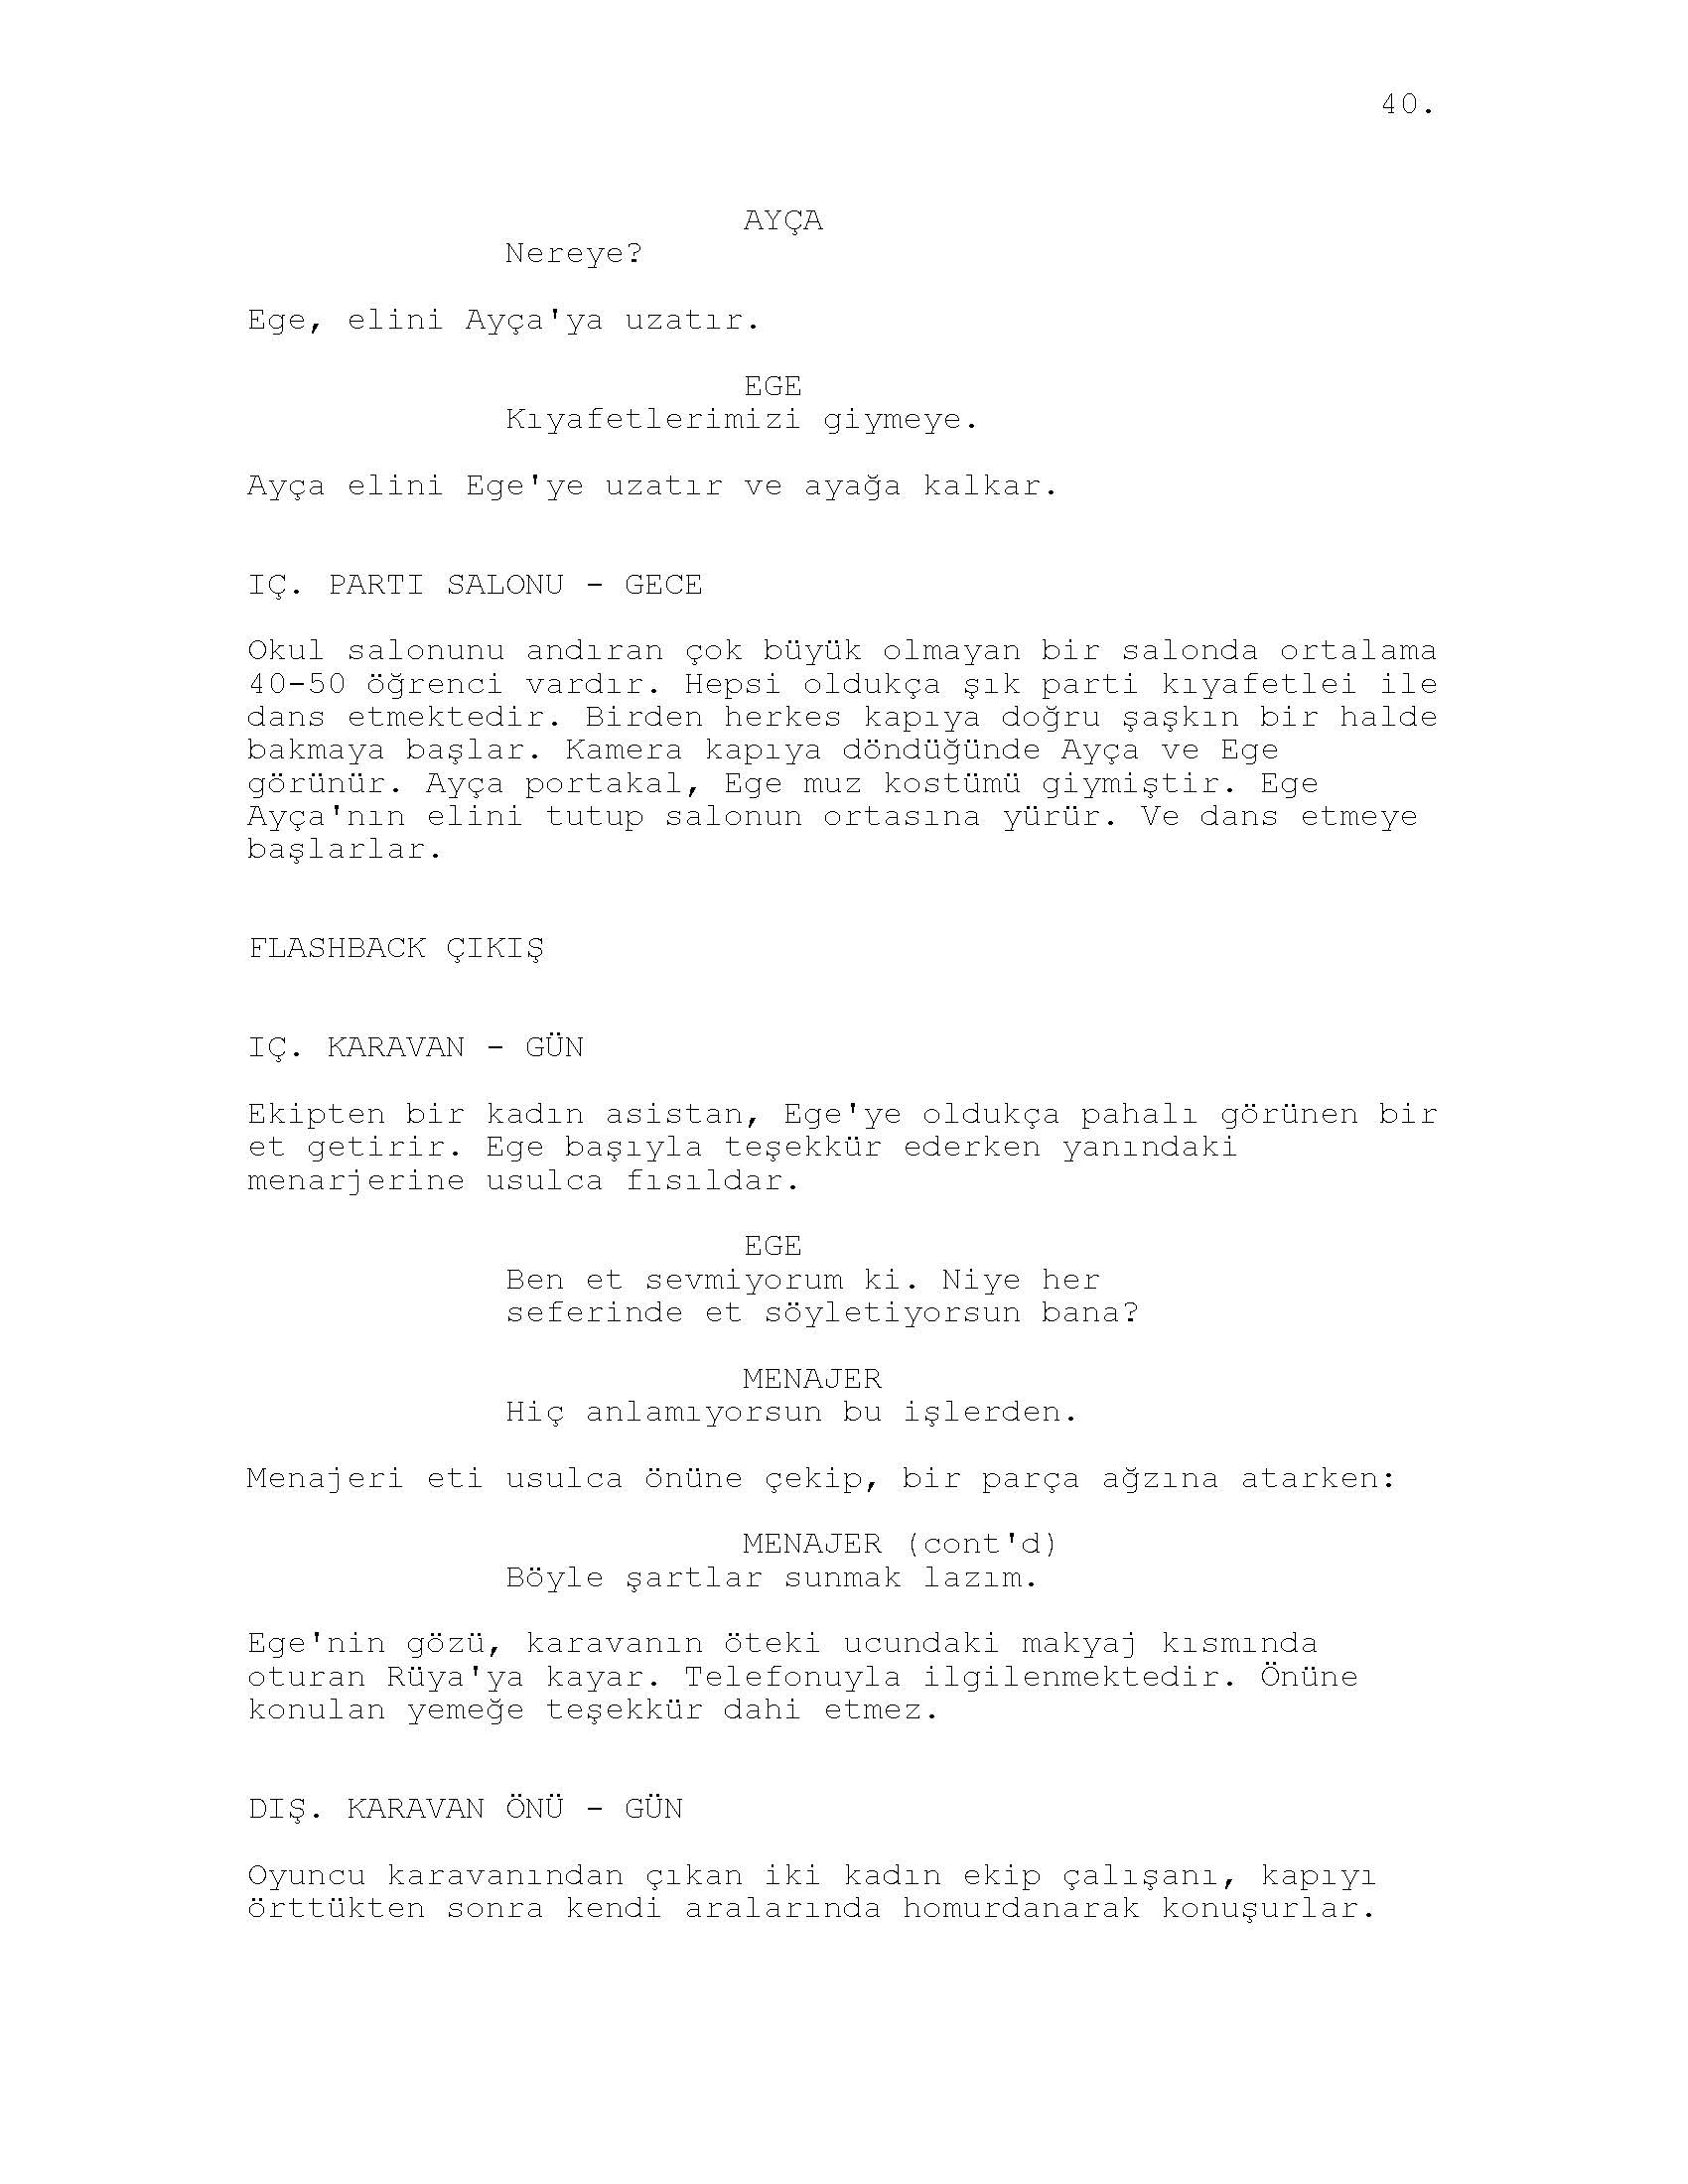 40.
AYÇA
Nereye?
Ege, elini Ayça'ya uzatır.
EGE
Kıyafetlerimizi giymeye.
Ayça elini Ege'ye uzatır ve ayağa kalkar.
IÇ. PARTI SALONU - GECE
Okul salonunu andıran çok büyük olmayan bir salonda ortalama
40-50 öğrenci vardır. Hepsi oldukça şık parti kıyafetlei ile
dans etmektedir. Birden herkes kapıya doğru şaşkın bir halde
bakmaya başlar. Kamera kapıya döndüğünde Ayça ve Ege
görünür. Ayça portakal, Ege muz kostümü giymiştir. Ege
Ayça'nın elini tutup salonun ortasına yürür. Ve dans etmeye
başlarlar.
FLASHBACK ÇIKIŞ
IÇ. KARAVAN - GÜN
Ekipten bir kadın asistan, Ege'ye oldukça pahalı görünen bir
et getirir. Ege başıyla teşekkür ederken yanındaki
menarjerine usulca fısıldar.
EGE
Ben et sevmiyorum ki. Niye her
seferinde et söyletiyorsun bana?
MENAJER
Hiç anlamıyorsun bu işlerden.
Menajeri eti usulca önüne çekip, bir parça ağzına atarken:
MENAJER (cont'd)
Böyle şartlar sunmak lazım.
Ege'nin gözü, karavanın öteki ucundaki makyaj kısmında
oturan Rüya'ya kayar. Telefonuyla ilgilenmektedir. Önüne
konulan yemeğe teşekkür dahi etmez.
DIŞ. KARAVAN ÖNÜ - GÜN
Oyuncu karavanından çıkan iki kadın ekip çalışanı, kapıyı
örttükten sonra kendi aralarında homurdanarak konuşurlar.